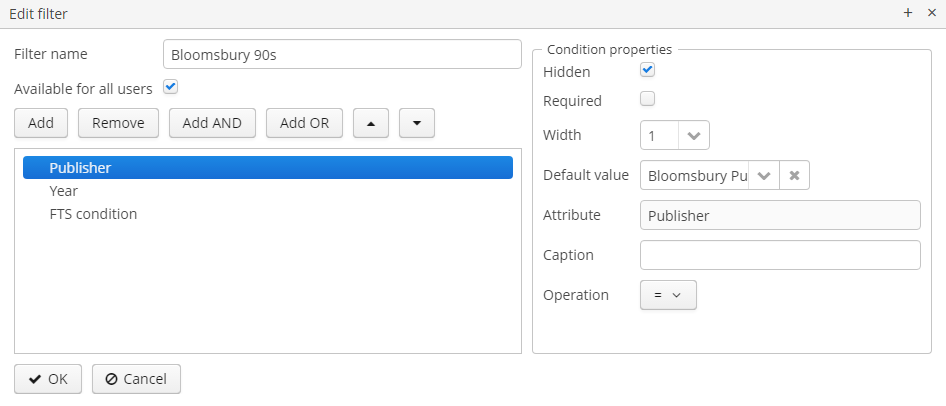 Edit filter
Filter name
Bloomsbury 90s
Available for all users
Add
Remove
Add AND
Add OR
Publisher
Year
FTS condition
OK
Cancel
Condition properties
Hidden
Required
Width
1
Default value
Bloomsbury Pu
Attribute
Publisher
Caption
Operation
=